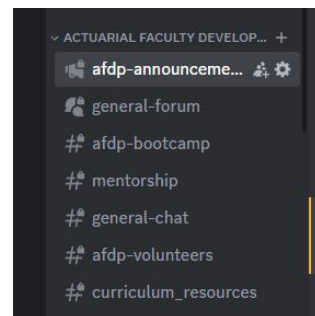 ACTUARIAL FACULTY DEVELOP...
afdp-announceme...
general-forum
afdp-bootcamp
mentorship
general-chat
afdp-volunteers
curriculum_resources